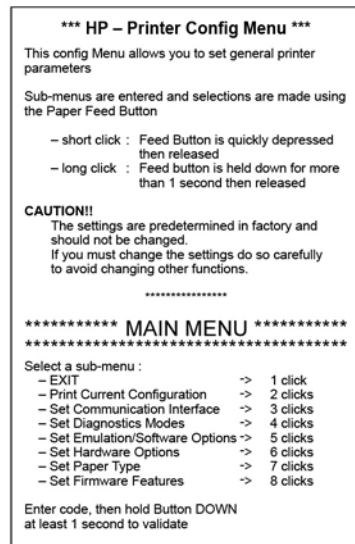 *** HP – Printer Config Menu ***
This config Menu allows you to set general printer
parameters
Sub-menus are entered and selections are made using
the Paper Feed Button
– short click : Feed Button is quickly depressed
then released
– long click : Feed button is held down for more
than 1 second then released
CAUTION!!
The settings are predetermined in factory and
should not be changed.
If you must change the settings do so carefully
to avoid changing other functions.
****************
*********** MAIN MENU ***********
**************************************
Select a sub-menu :
– EXIT -> 1 click
– Print Current Configuration -> 2 clicks
– Set Communication Interface -> 3 clicks
– Set Diagnostics Modes -> 4 clicks
– Set Emulation/Software Options -> 5 clicks
– Set Hardware Options -> 6 clicks
– Set Paper Type -> 7 clicks
– Set Firmware Features -> 8 clicks
Enter code, then hold Button DOWN
at least 1 second to validate